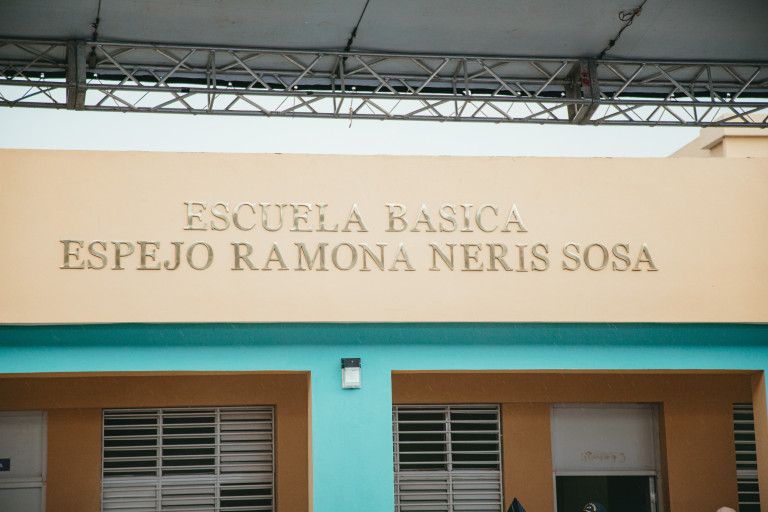 ESCUELA BASICA
ESPEJO RAMONA NERIS SOSA